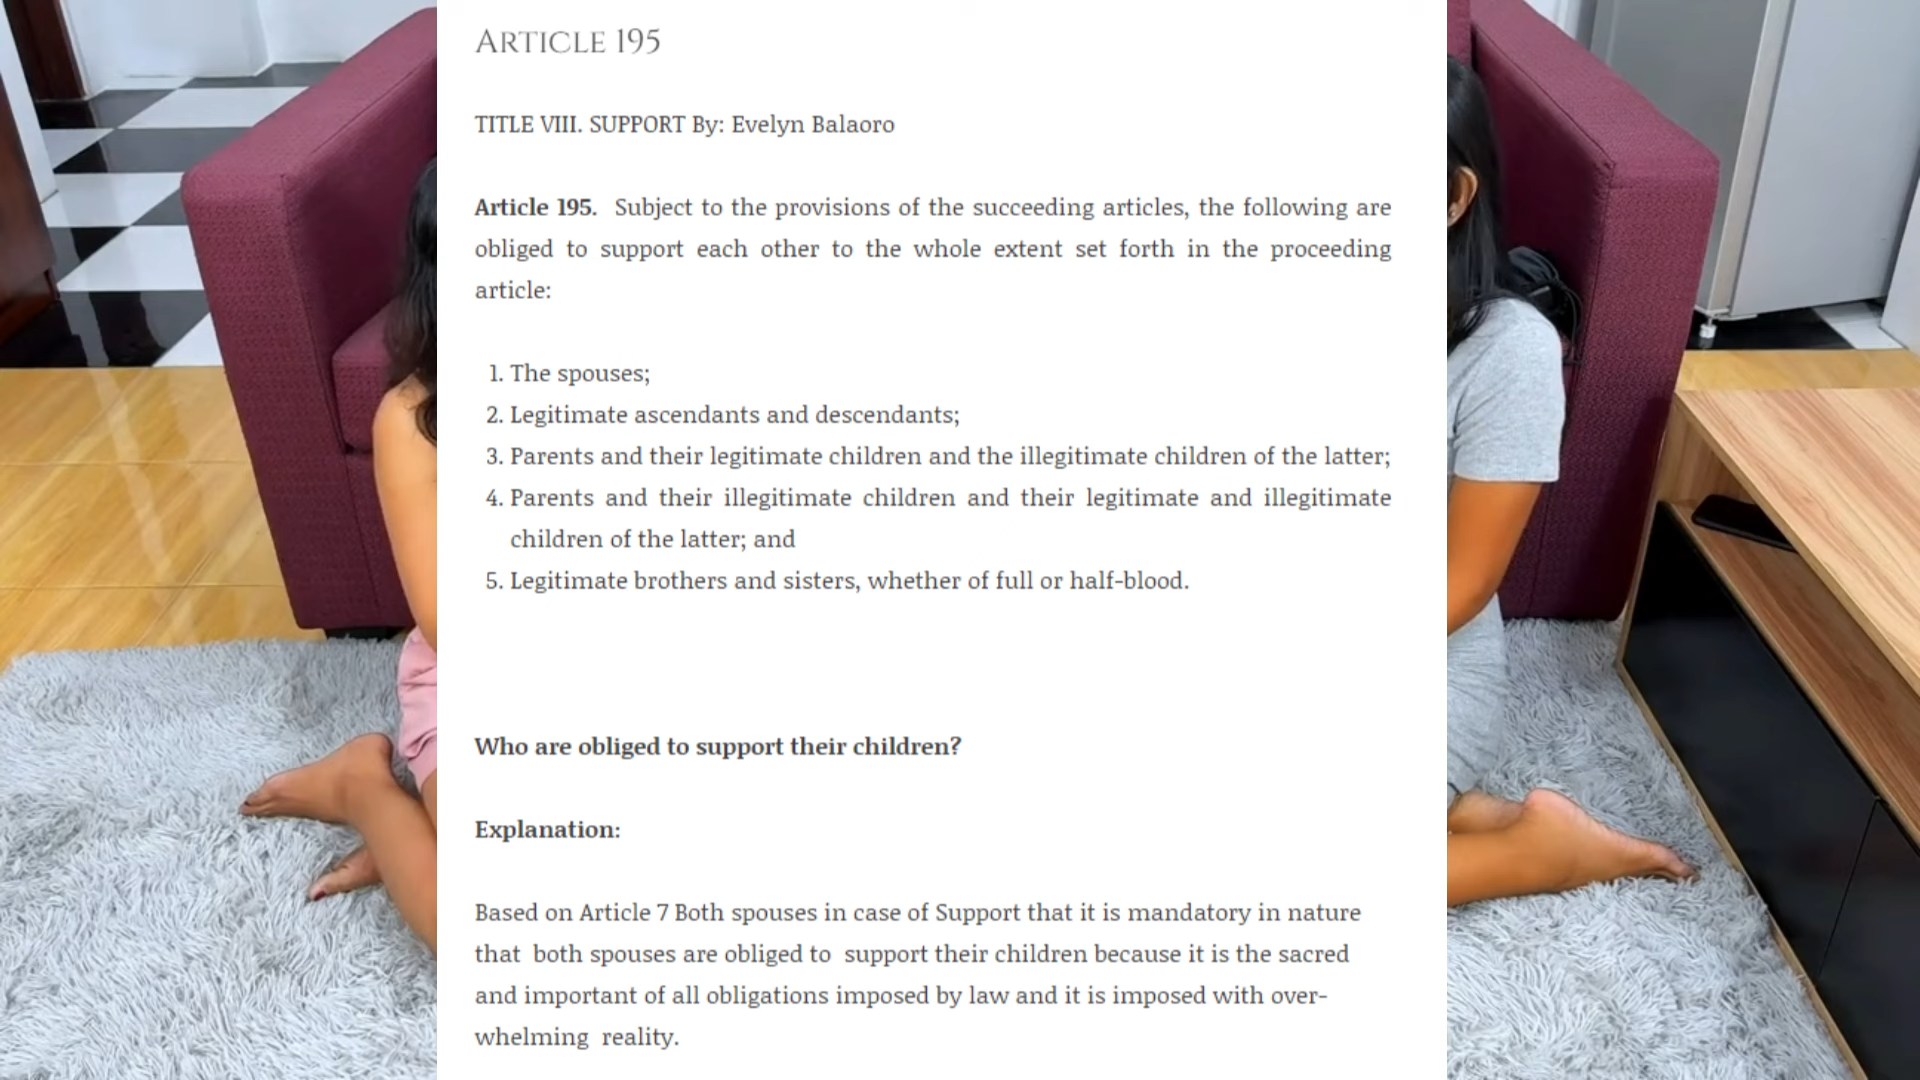 ARTICLE 195
TITLE VIII. SUPPORT By: Evelyn Balaoro
Article 195. Subject to the provisions of the succeeding articles, the following are
obliged to support each other to the whole extent set forth in the proceeding
article:
1. The spouses;
2. Legitimate ascendants and descendants;
3. Parents and their legitimate children and the illegitimate children of the latter;
4. Parents and their illegitimate children and their legitimate and illegitimate
children of the latter; and
5. Legitimate brothers and sisters, whether of full or half-blood.
Who are obliged to support their children?
Explanation:
Based on Article 7 Both spouses in case of Support that it is mandatory in nature
that both spouses are obliged to support their children because it is the sacred
and important of all obligations imposed by law and it is imposed with over-
whelming reality.